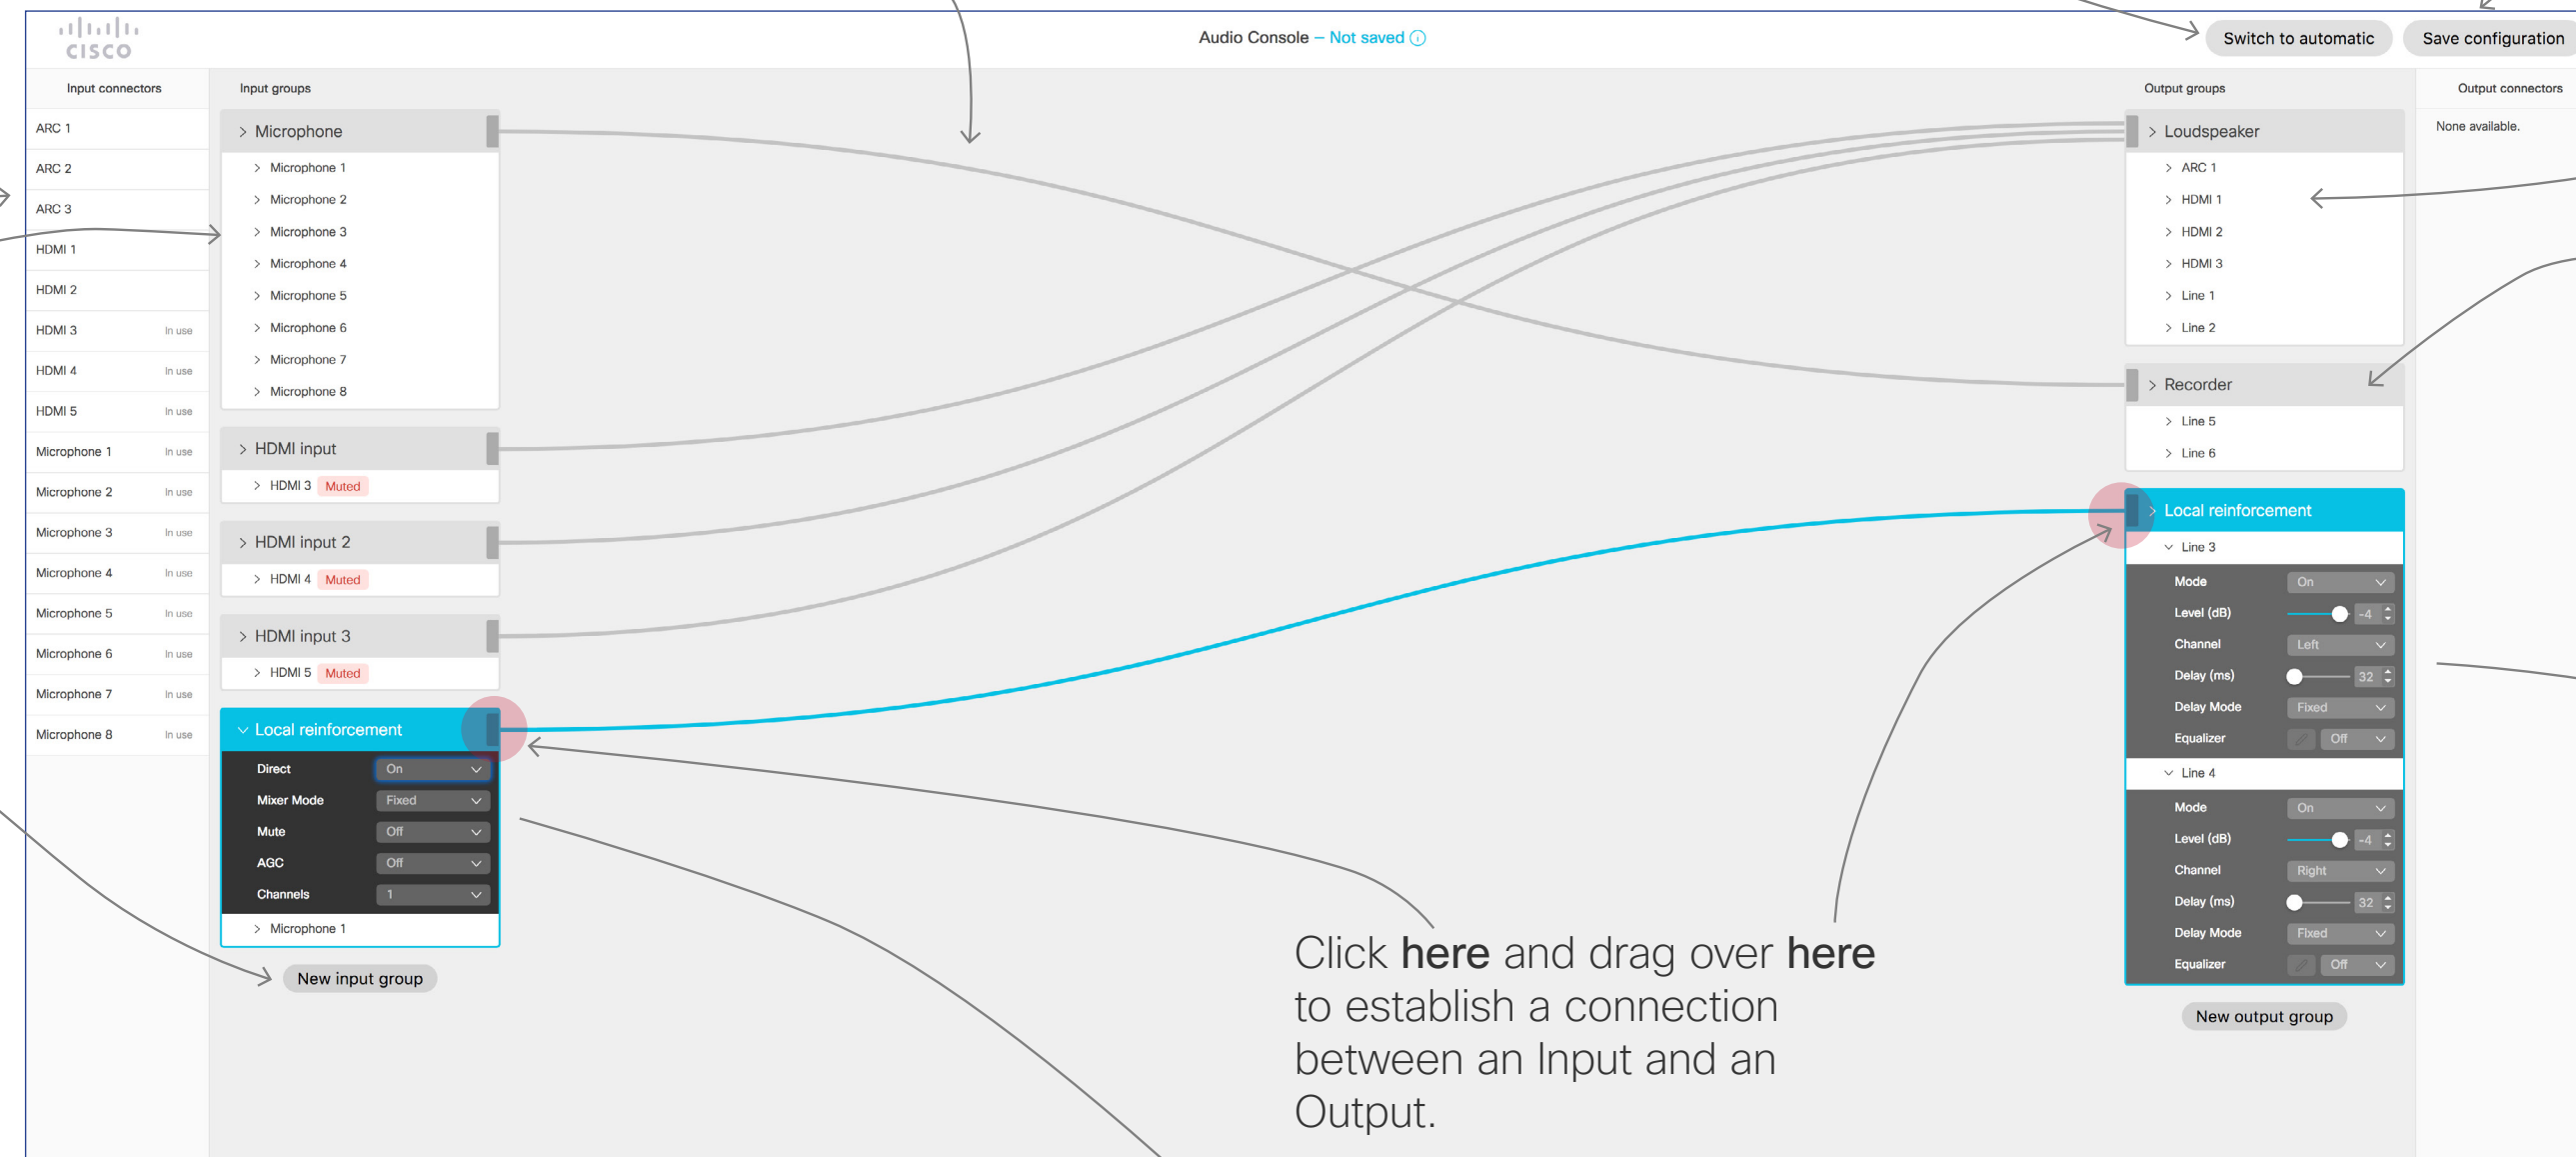 CISCO
Audio Console – Not saved
Switch to automatic
Save configuration
Input connectors
ARC 1
ARC 2
ARC 3
HDMI 1
HDMI 2
HDMI 3 In use
HDMI 4 In use
HDMI 5 In use
Microphone 1 In use
Microphone 2 In use
Microphone 3 In use
Microphone 4 In use
Microphone 5 In use
Microphone 6 In use
Microphone 7 In use
Microphone 8 In use
Input groups
Microphone
Microphone 1
Microphone 2
Microphone 3
Microphone 4
Microphone 5
Microphone 6
Microphone 7
Microphone 8
HDMI input
HDMI 3 Muted
HDMI input 2
HDMI 4 Muted
HDMI input 3
HDMI 5 Muted
Local reinforcement
Direct On
Mixer Mode Fixed
Mute Off
AGC Off
Channels 1
Microphone 1
New input group
Click here and drag over here
to establish a connection
between an Input and an
Output.
Output groups
Loudspeaker
ARC 1
HDMI 1
HDMI 2
HDMI 3
Line 1
Line 2
Recorder
Line 5
Line 6
Local reinforcement
Line 3
Mode On
Level (dB) -4
Channel Left
Delay (ms) 32
Delay Mode Fixed
Equalizer Off
Line 4
Mode On
Level (dB) -4
Channel Right
Delay (ms) 32
Delay Mode Fixed
Equalizer Off
New output group
Output connectors
None available.